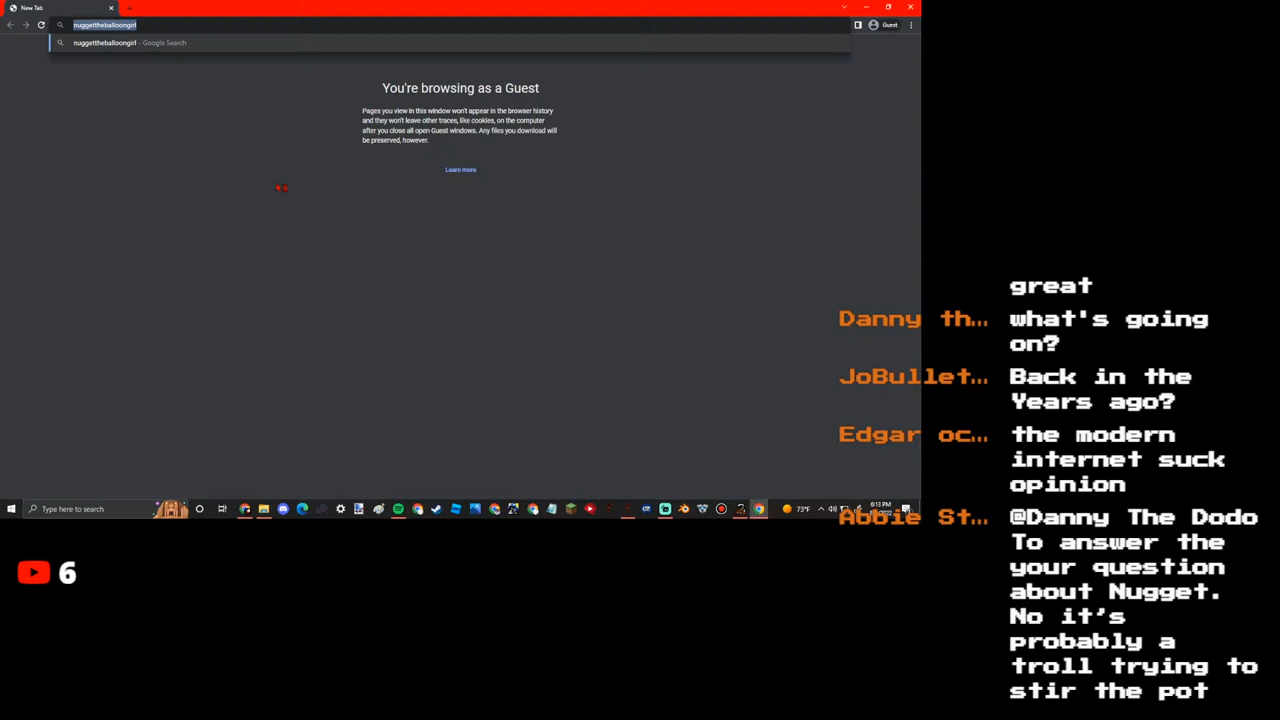 New Tab
nuggettheballoongirl
Guest
nuggettheballoongirl - Google Search
You're browsing as a Guest
Pages you view in this window won't appear in the browser history
and they won't leave other traces, like cookies, on the computer
after you close all open Guest windows. Any files you download will
be preserved, however.
Learn more
great
Danny th… what's going
on?
JoBullet… Back in the
Years ago?
Edgar oc… the modern
internet suck
opinion
Abbie St… @Danny The Dodo
To answer the
your question
about Nugget.
No it's
probably a
troll trying to
stir the pot
Type here to search
73°F
6:13 PM
6